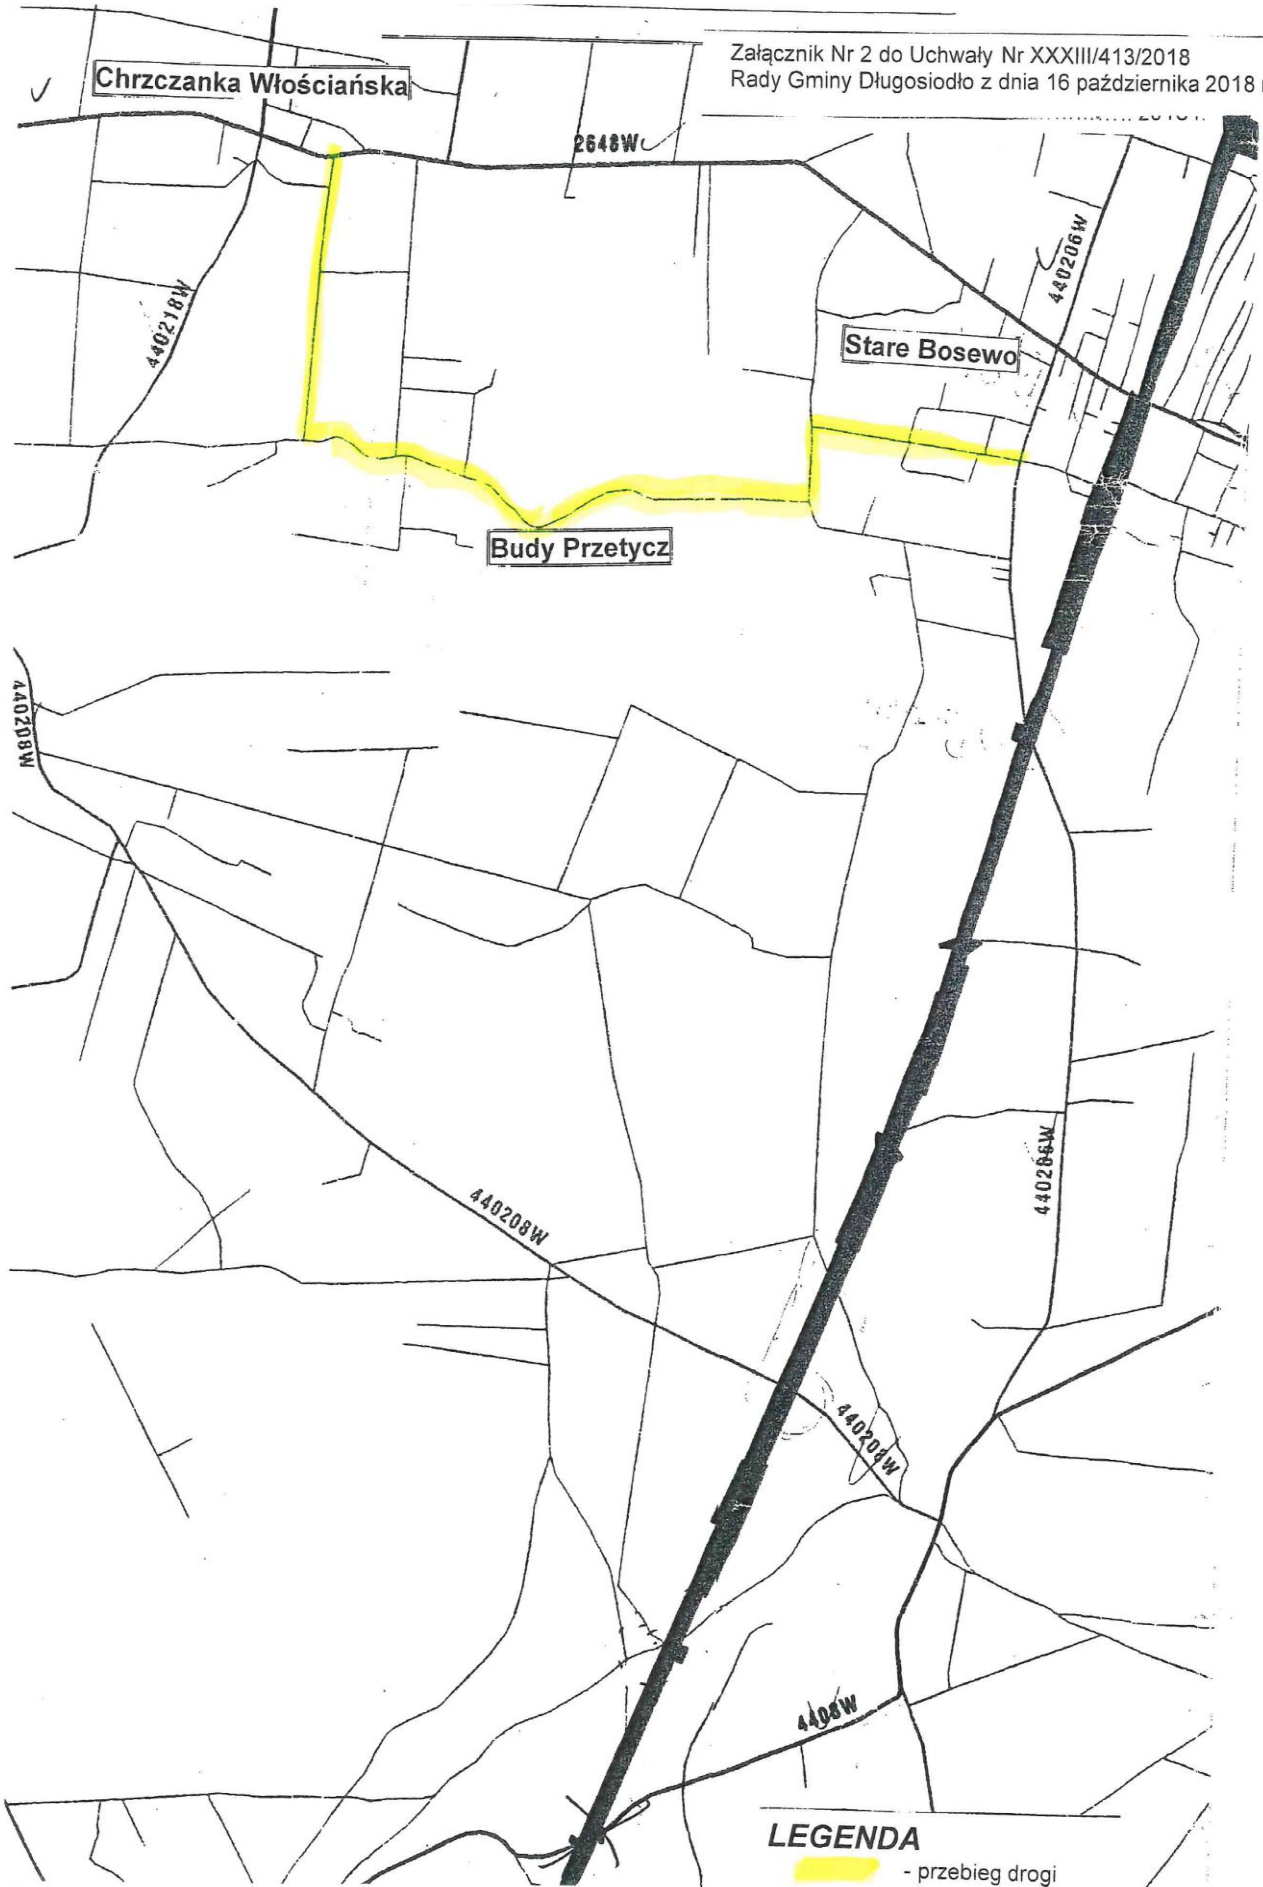 Załącznik Nr 2 do Uchwały Nr XXXIII/413/2018
Rady Gminy Długosiodło z dnia 16 października 2018
Chrzczanka Włościańska
2648W
440206W
440218W
Stare Bosewo
Budy Przetycz
440208W
440206W
440208W
440208W
4408W
LEGENDA
- przebieg drogi